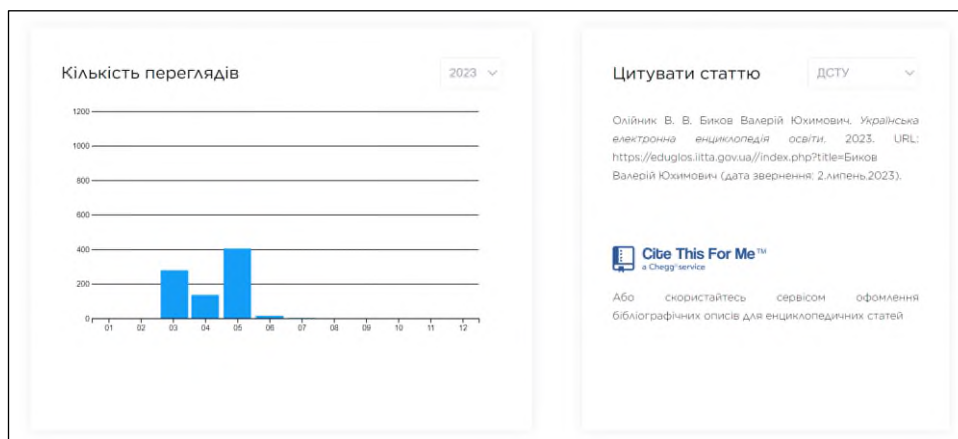 Кількість переглядів
2023
1200
1000
800
600
400
200
0
01 02 03 04 05 06 07 08 09 10 11 12
Цитувати статтю
ДСТУ
Олійник В. В. Биков Валерій Юхимович. Українська
електронна енциклопедія освіти. 2023. URL:
https://eduglos.iitta.gov.ua//index.php?title=Биков
Валерій Юхимович (дата звернення: 2.липень.2023).
Cite This For Me™
a Chegg®service
Або скористайтесь сервісом офомлення
бібліографічних описів для енциклопедичних статей